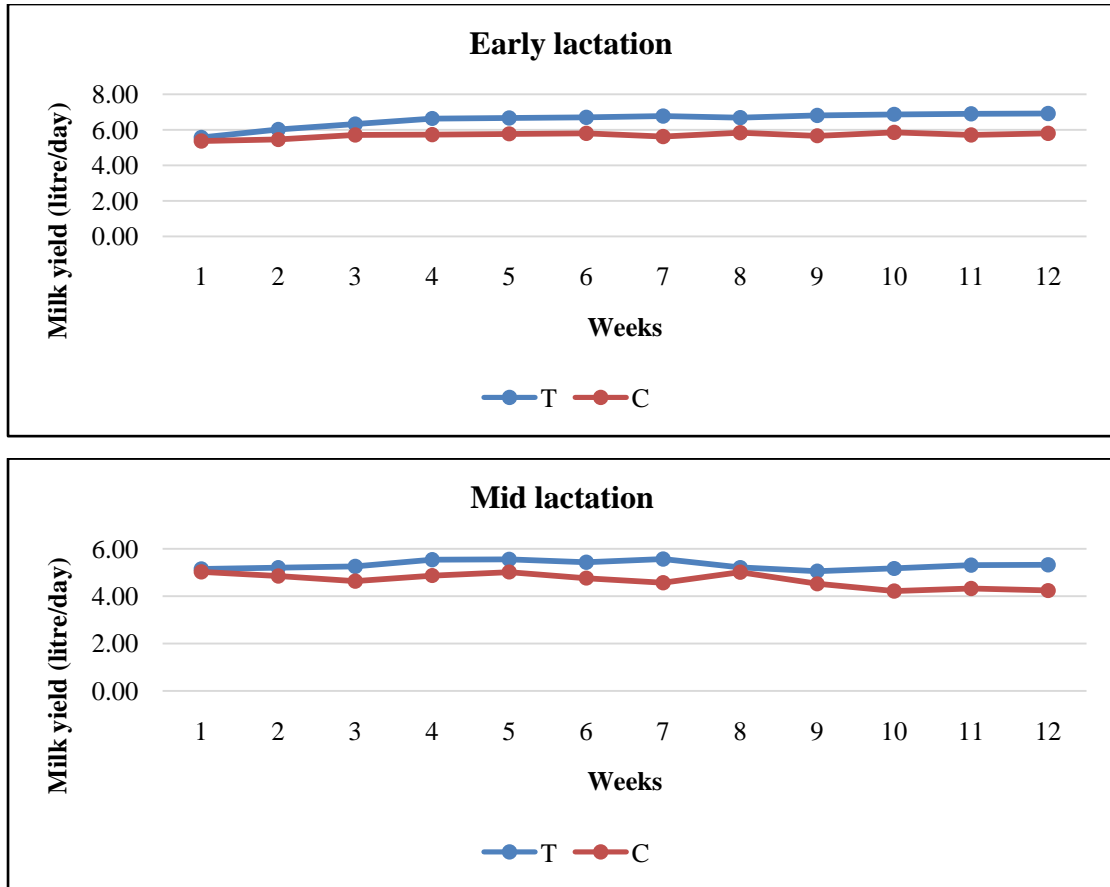 Early lactation
Milk yield (litre/day)
8.00
6.00
4.00
2.00
0.00
1 2 3 4 5 6 7 8 9 10 11 12
Weeks
T C
Mid lactation
Milk yield (litre/day)
6.00
4.00
2.00
0.00
1 2 3 4 5 6 7 8 9 10 11 12
Weeks
T C